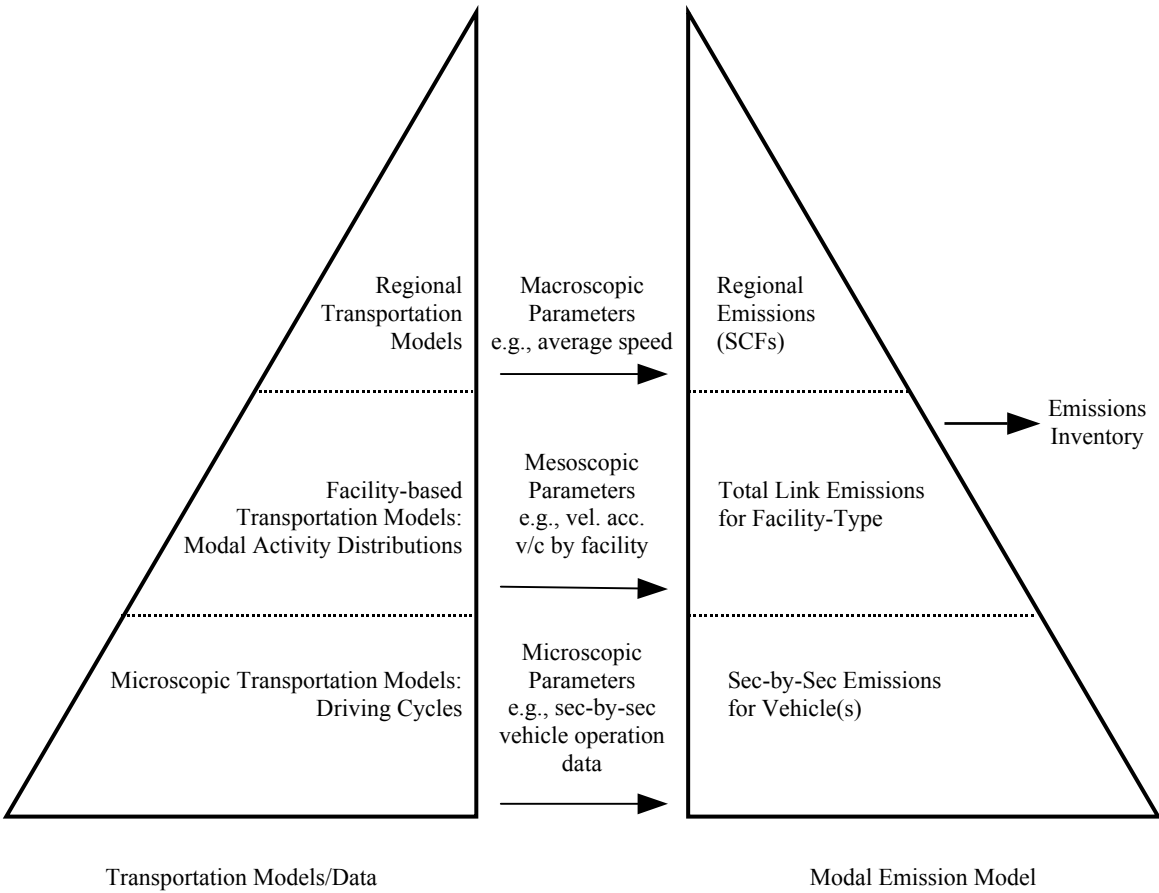 Regional
Transportation
Models
Macroscopic
Parameters
e.g., average speed
Regional
Emissions
(SCFs)
Emissions
Inventory
Facility-based
Transportation Models:
Modal Activity Distributions
Mesoscopic
Parameters
e.g., vel. acc.
v/c by facility
Total Link Emissions
for Facility-Type
Microscopic Transportation Models:
Driving Cycles
Microscopic
Parameters
e.g., sec-by-sec
vehicle operation
data
Sec-by-Sec Emissions
for Vehicle(s)
Transportation Models/Data
Modal Emission Model